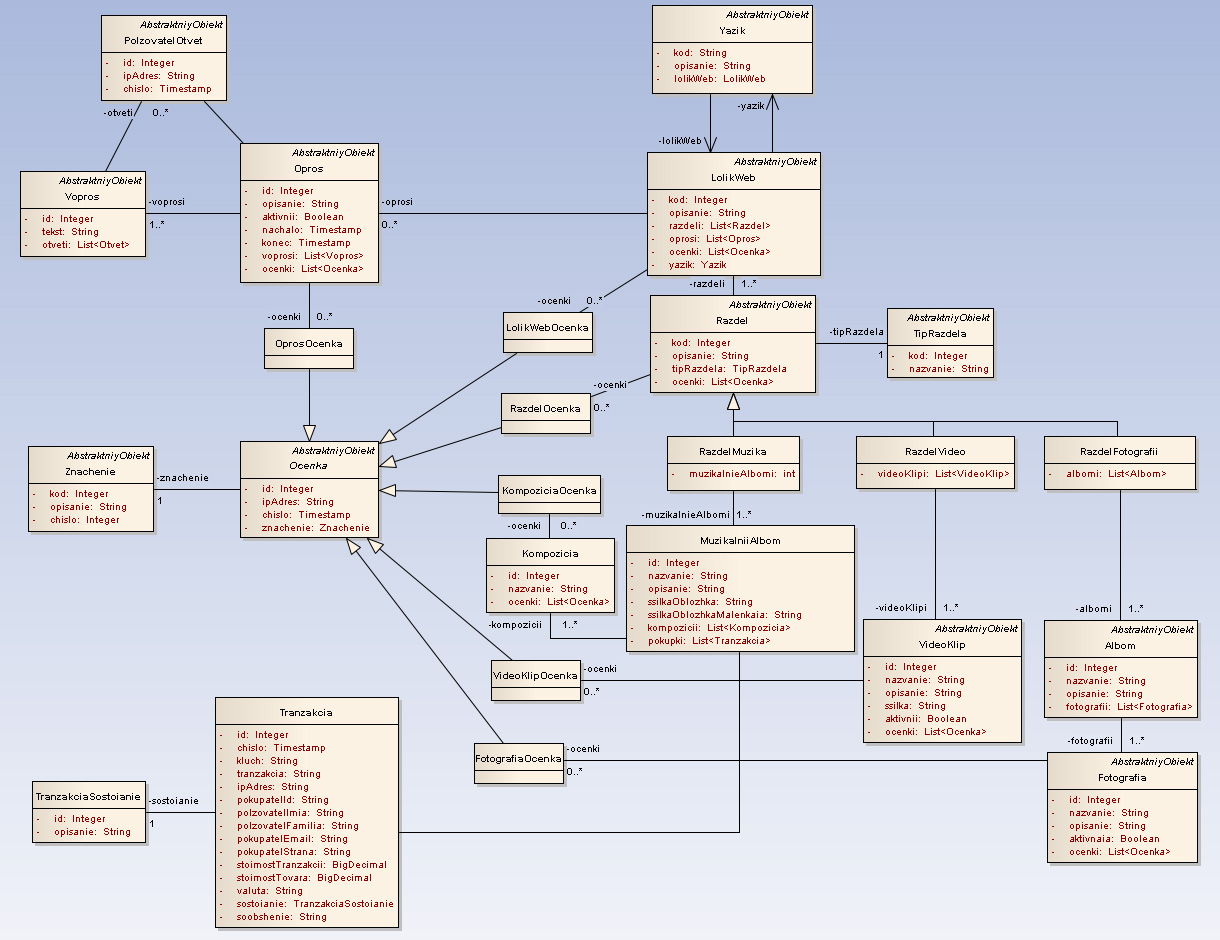 AbstraktniyObiekt
PolzovatelOtvet
- id: Integer
- ipAdres: String
- chislo: Timestamp
-otveti 0..*
AbstraktniyObiekt
Vopros
- id: Integer
- tekst: String
- otveti: List<Otvet>
-voprosi
1..*
AbstraktniyObiekt
Opros
- id: Integer
- opisanie: String
- aktivnii: Boolean
- nachalo: Timestamp
- konec: Timestamp
- voprosi: List<Vopros>
- ocenki: List<Ocenka>
-oprosi
0..*
AbstraktniyObiekt
Yazik
- kod: String
- opisanie: String
- lolikWeb: LolikWeb
-yazik
-lolikWeb
AbstraktniyObiekt
LolikWeb
- kod: Integer
- opisanie: String
- razdeli: List<Razdel>
- oprosi: List<Opros>
- ocenki: List<Ocenka>
- yazik: Yazik
-razdeli 1..*
-ocenki 0..*
-ocenki 0..*
OprosOcenka
LolikWebOcenka
AbstraktniyObiekt
Razdel
- kod: Integer
- opisanie: String
- tipRazdela: TipRazdela
- ocenki: List<Ocenka>
-tipRazdela
1
AbstraktniyObiekt
TipRazdela
- kod: Integer
- nazvanie: String
-ocenki
0..*
RazdelOcenka
AbstraktniyObiekt
Znachenie
- kod: Integer
- opisanie: String
- chislo: Integer
-znachenie
1
AbstraktniyObiekt
Ocenka
- id: Integer
- ipAdres: String
- chislo: Timestamp
- znachenie: Znachenie
RazdelMuzika
- muzikalnieAlbomi: int
RazdelVideo
- videoKlipi: List<VideoKlip>
RazdelFotografii
- albomi: List<Albom>
KompoziciaOcenka
-ocenki 0..*
-muzikalnieAlbomi 1..*
Kompozicia
- id: Integer
- nazvanie: String
- ocenki: List<Ocenka>
-kompozicii 1..*
MuzikalniiAlbom
- id: Integer
- nazvanie: String
- opisanie: String
- ssilkaOblozhka: String
- ssilkaOblozhkaMalenkaia: String
- kompozicii: List<Kompozicia>
- pokupki: List<Tranzakcia>
-videoKlipi 1..*
-albomi 1..*
AbstraktniyObiekt
VideoKlip
- id: Integer
- nazvanie: String
- opisanie: String
- ssilka: String
- aktivnii: Boolean
- ocenki: List<Ocenka>
AbstraktniyObiekt
Albom
- id: Integer
- nazvanie: String
- opisanie: String
- fotografii: List<Fotografia>
-fotografii 1..*
VideoKlipOcenka
-ocenki
0..*
FotografiaOcenka
-ocenki
0..*
AbstraktniyObiekt
Fotografia
- id: Integer
- nazvanie: String
- opisanie: String
- aktivnaia: Boolean
- ocenki: List<Ocenka>
TranzakciaSostoianie
- id: Integer
- opisanie: String
-sostoianie
1
Tranzakcia
- id: Integer
- chislo: Timestamp
- kluch: String
- tranzakcia: String
- ipAdres: String
- pokupatelId: String
- polzovatelImia: String
- polzovatelFamilia: String
- pokupatelEmail: String
- pokupatelStrana: String
- stoimostTranzakcii: BigDecimal
- stoimostTovara: BigDecimal
- valuta: String
- sostoianie: TranzakciaSostoianie
- soobshenie: String